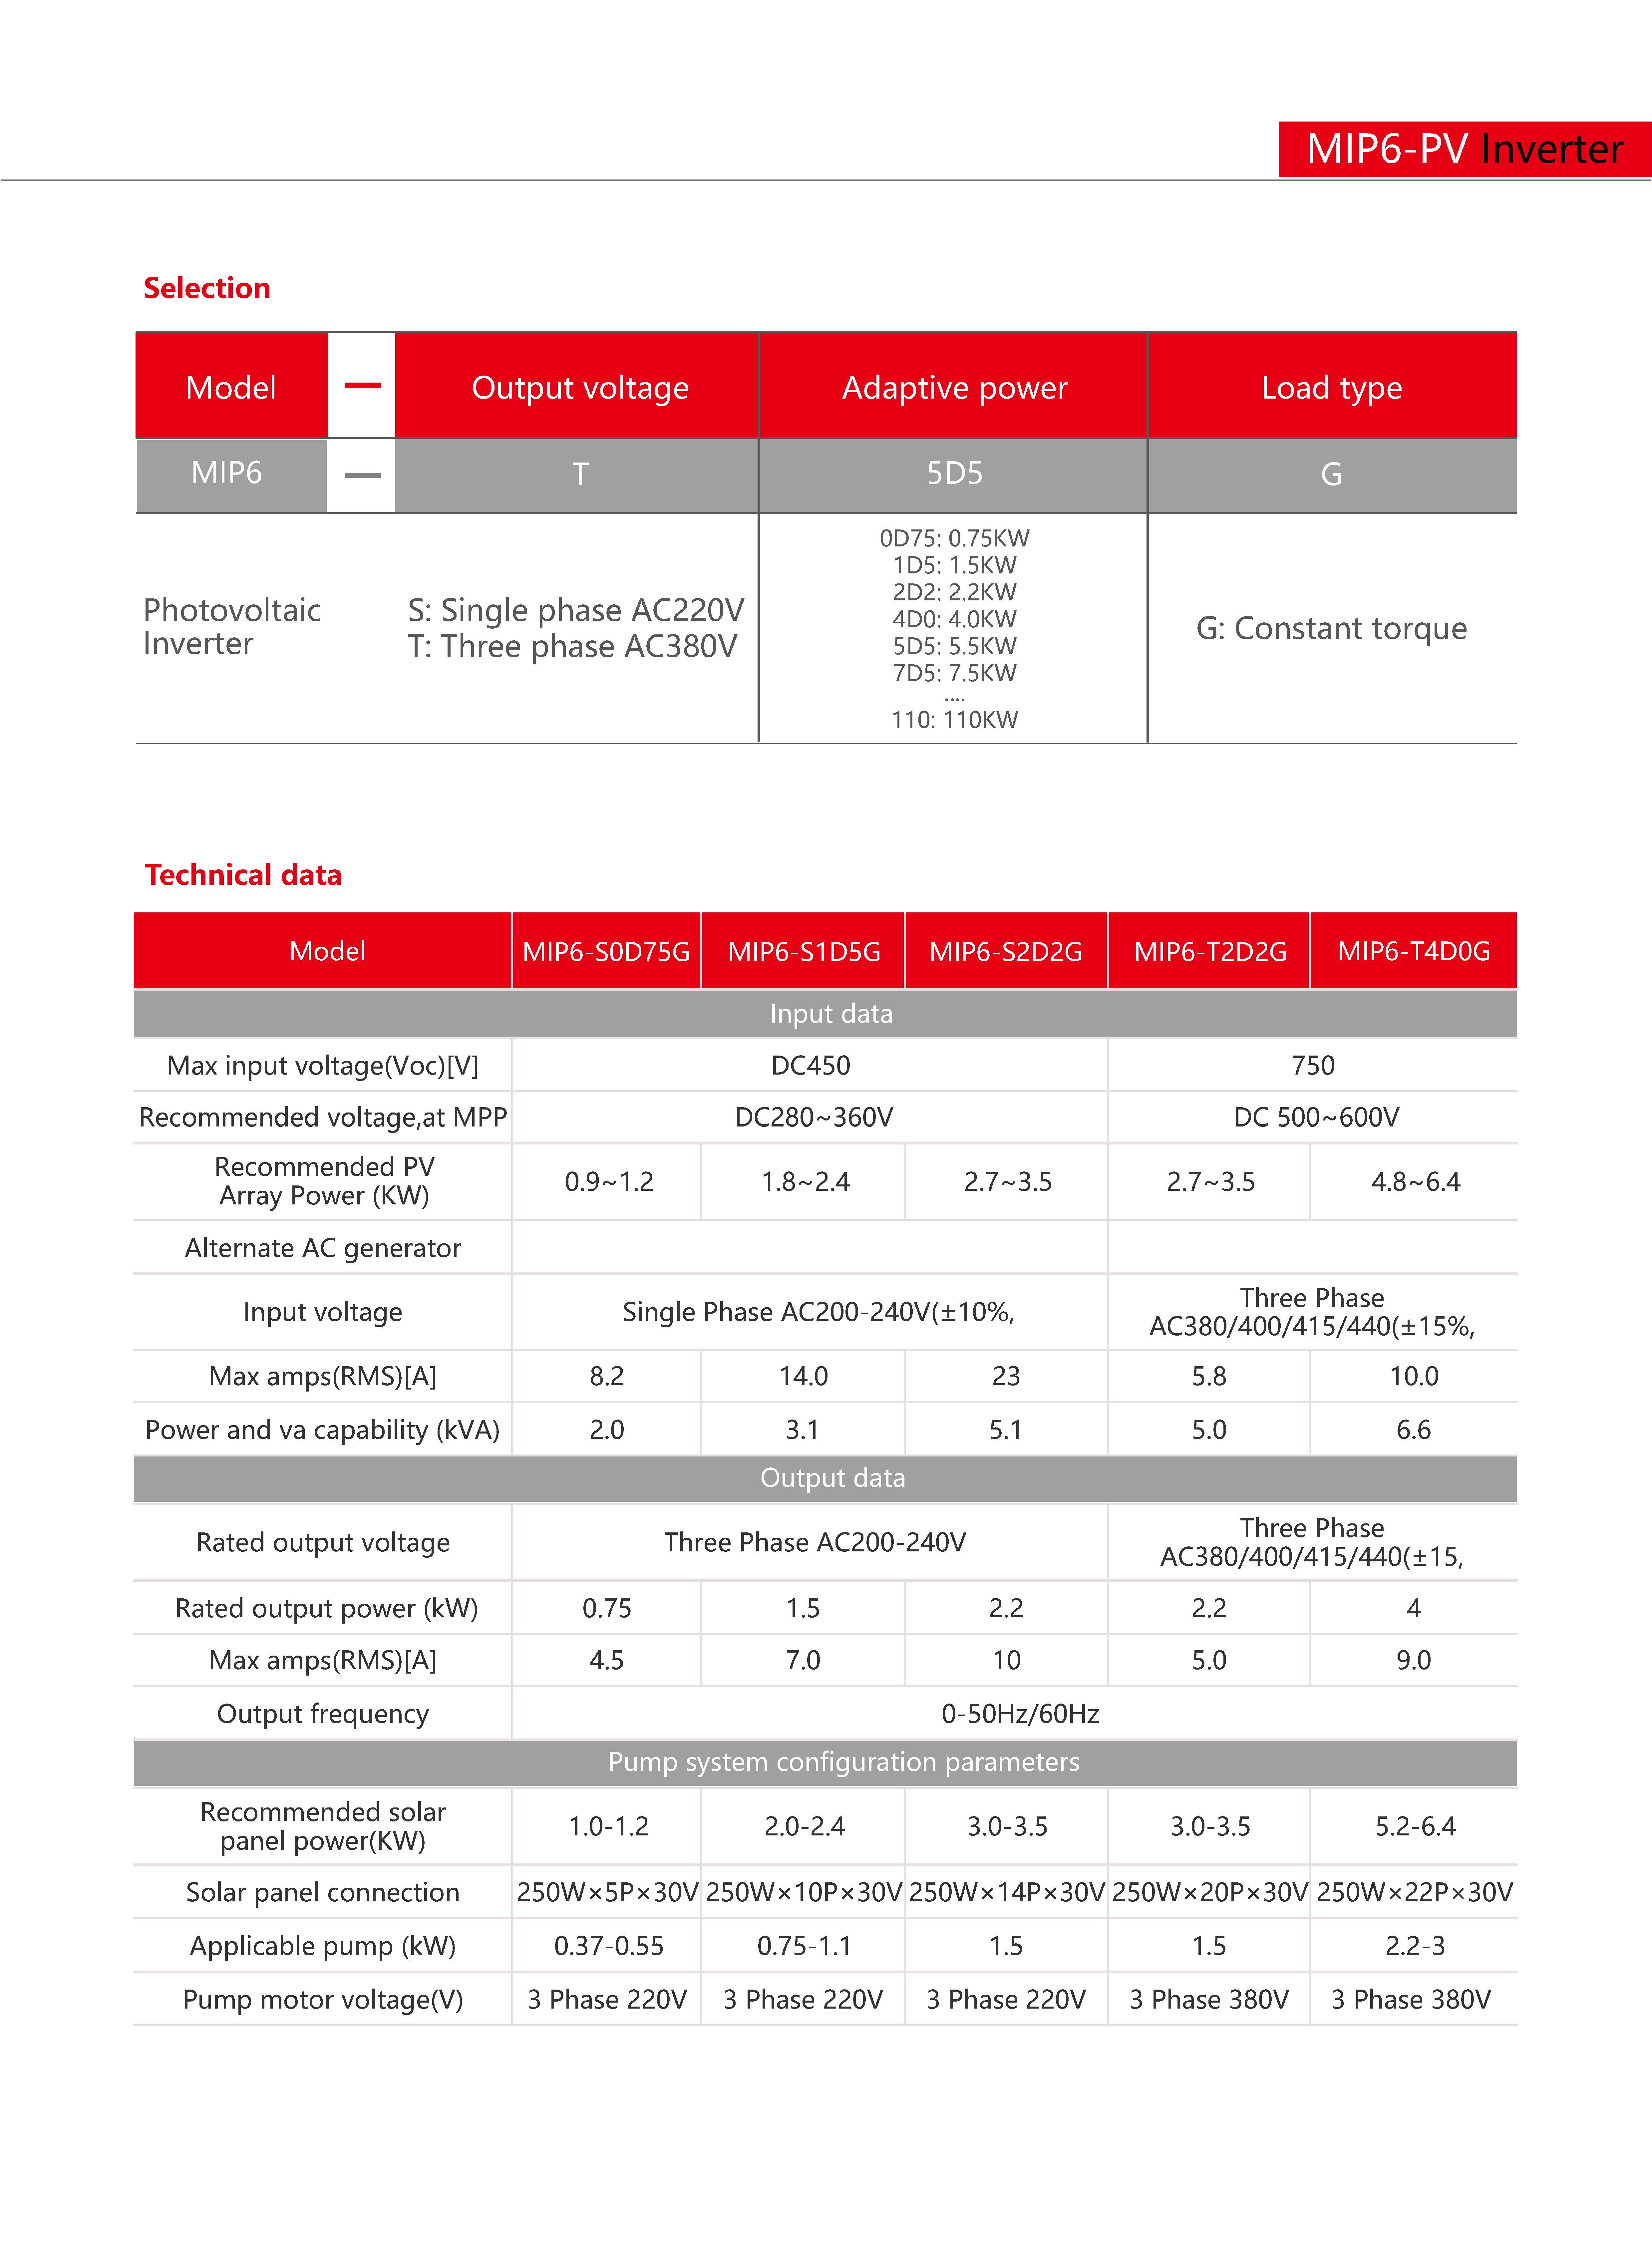 MIP6-PV Inverter
Selection
Model — Output voltage Adaptive power Load type
MIP6 — T 5D5 G
Photovoltaic
Inverter
S: Single phase AC220V
T: Three phase AC380V
0D75: 0.75KW
1D5: 1.5KW
2D2: 2.2KW
4D0: 4.0KW
5D5: 5.5KW
7D5: 7.5KW
....
110: 110KW
G: Constant torque
Technical data
Model MIP6-S0D75G MIP6-S1D5G MIP6-S2D2G MIP6-T2D2G MIP6-T4D0G
Input data
Max input voltage(Voc)[V] DC450 750
Recommended voltage,at MPP DC280~360V DC 500~600V
Recommended PV
Array Power (KW)
0.9~1.2 1.8~2.4 2.7~3.5 2.7~3.5 4.8~6.4
Alternate AC generator
Input voltage Single Phase AC200-240V(±10%,
Three Phase
AC380/400/415/440(±15%,
Max amps(RMS)[A] 8.2 14.0 23 5.8 10.0
Power and va capability (kVA) 2.0 3.1 5.1 5.0 6.6
Output data
Rated output voltage Three Phase AC200-240V
Three Phase
AC380/400/415/440(±15,
Rated output power (kW) 0.75 1.5 2.2 2.2 4
Max amps(RMS)[A] 4.5 7.0 10 5.0 9.0
Output frequency 0-50Hz/60Hz
Pump system configuration parameters
Recommended solar
panel power(KW)
1.0-1.2 2.0-2.4 3.0-3.5 3.0-3.5 5.2-6.4
Solar panel connection 250W×5P×30V 250W×10P×30V 250W×14P×30V 250W×20P×30V 250W×22P×30V
Applicable pump (kW) 0.37-0.55 0.75-1.1 1.5 1.5 2.2-3
Pump motor voltage(V) 3 Phase 220V 3 Phase 220V 3 Phase 220V 3 Phase 380V 3 Phase 380V